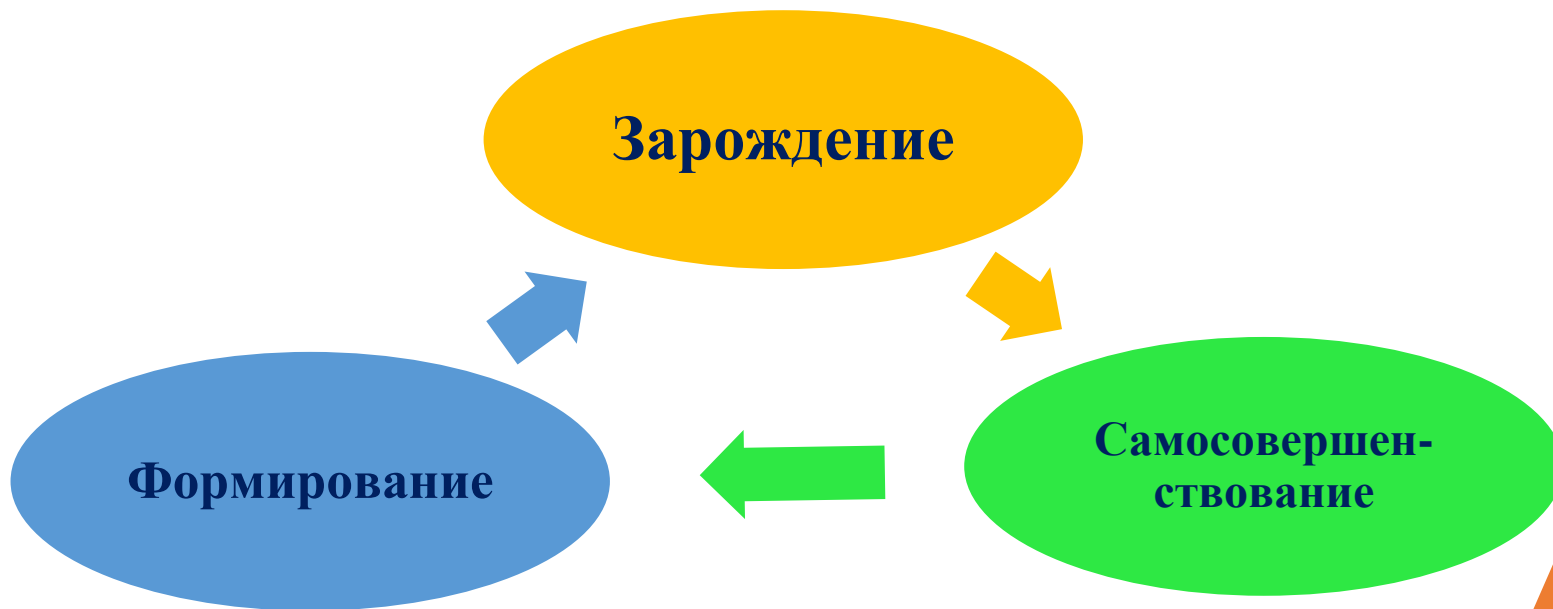 Зарождение
Самосовершен-
ствование
Формирование